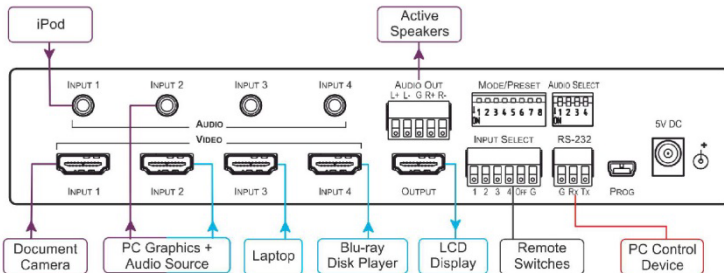 iPod
Active
Speakers
INPUT 1
INPUT 2
INPUT 3
INPUT 4
AUDIO OUT
L+ L- G R+ R-
MODE/PRESET
AUDIO SELECT
1 2 3 4 5 6 7 8
ON
1 2 3 4
ON
5V DC
AUDIO
VIDEO
INPUT SELECT
RS-232
+
INPUT 1
INPUT 2
INPUT 3
INPUT 4
OUTPUT
1 2 3 4 OFF G
G Rx Tx
PROG
Document
Camera
PC Graphics +
Audio Source
Laptop
Blu-ray
Disk Player
LCD
Display
Remote
Switches
PC Control
Device